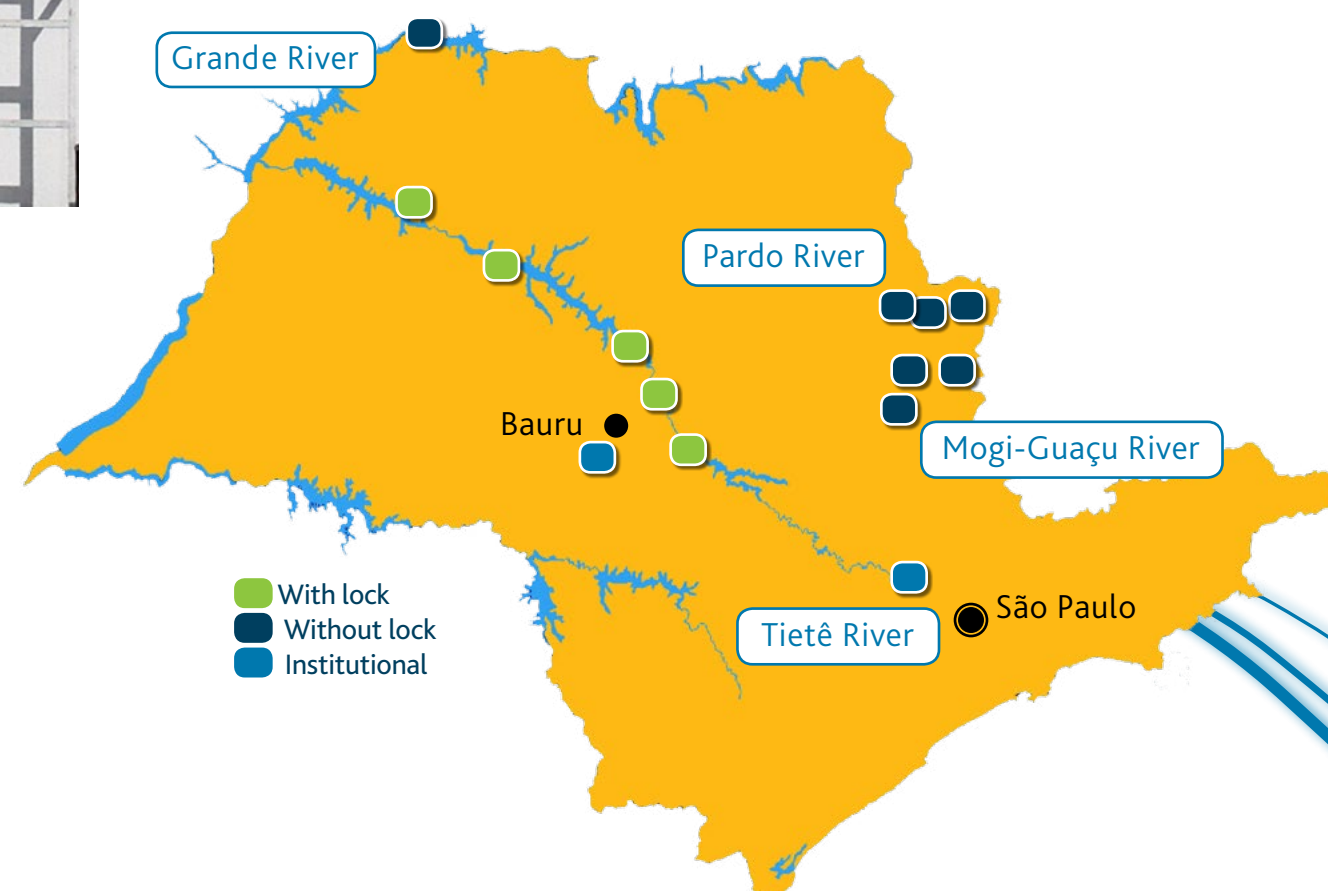 Grande River
Pardo River
Bauru
Mogi-Guaçu River
With lock
Without lock
Institutional
São Paulo
Tietê River